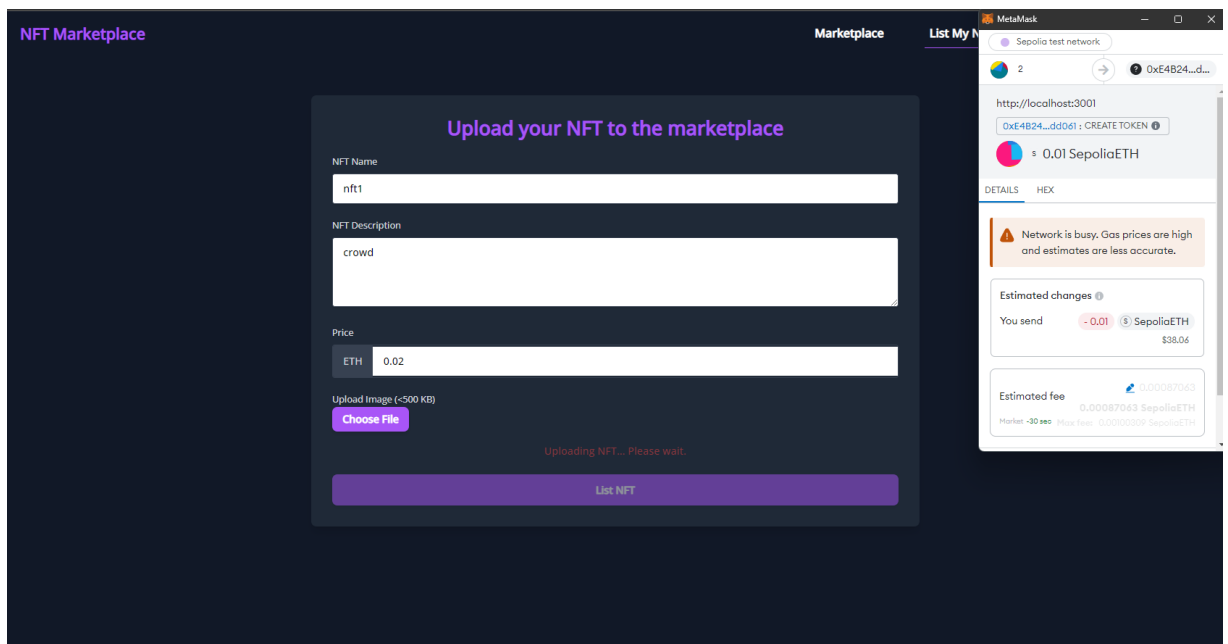 NFT Marketplace
Marketplace
List My N
Upload your NFT to the marketplace
NFT Name
nft1
NFT Description
crowd
Price
ETH 0.02
Upload Image (<500 KB)
Choose File
Uploading NFT... Please wait.
List NFT
MetaMask
Sepolia test network
2
0xE4B24...d...
http://localhost:3001
0xE4B24...dd061 : CREATE TOKEN
S 0.01 SepoliaETH
DETAILS HEX
Network is busy. Gas prices are high
and estimates are less accurate.
Estimated changes
You send - 0.01 S SepoliaETH
$38.06
0.00087063
Estimated fee
0.00087063 SepoliaETH
Market ~30 sec Max fee: 0.00100309 SepoliaETH